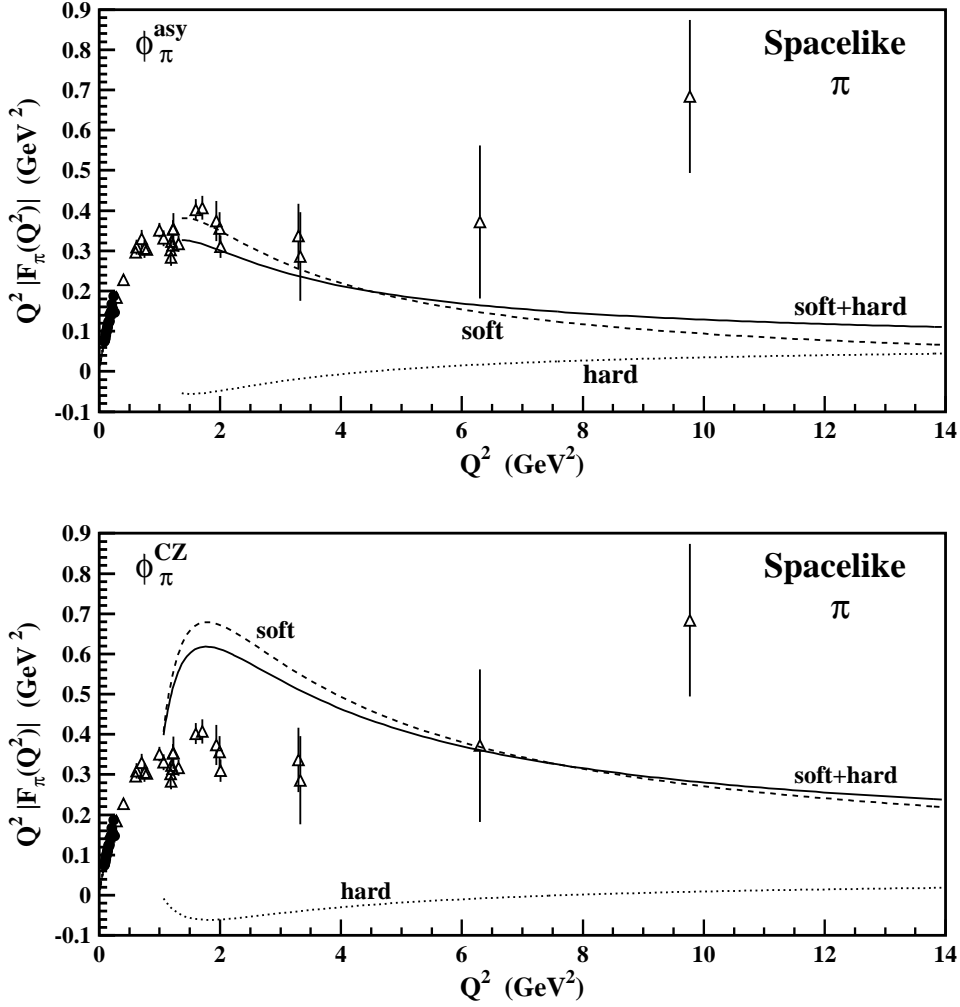 0.9
ϕπ^asy
Spacelike
0.8
π
0.7
0.6
0.5
0.4
0.3
0.2
0.1
0
-0.1
Q² |Fπ(Q²)| (GeV²)
soft+hard
soft
hard
0 2 4 6 8 10 12 14
Q² (GeV²)
0.9
ϕπ^CZ
Spacelike
0.8
π
0.7
0.6
0.5
0.4
0.3
0.2
0.1
0
-0.1
Q² |Fπ(Q²)| (GeV²)
soft
soft+hard
hard
0 2 4 6 8 10 12 14
Q² (GeV²)